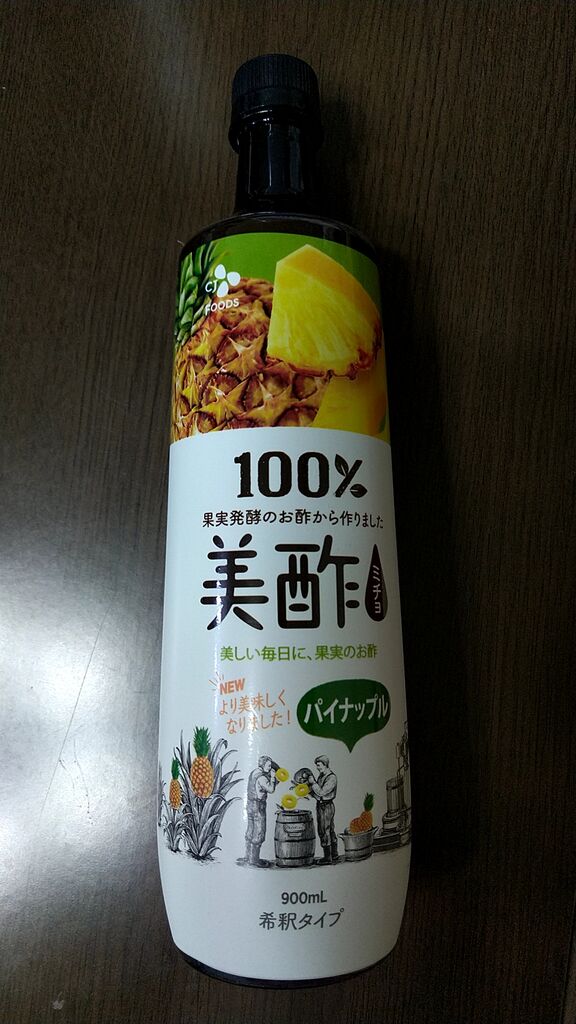 CJ
FOODS
100%
果実発酵のお酢から作りました
美酢
ミチョ
美しい毎日に、果実のお酢
NEW
より美味しく
なりました!
パイナップル
900mL
希釈タイプ